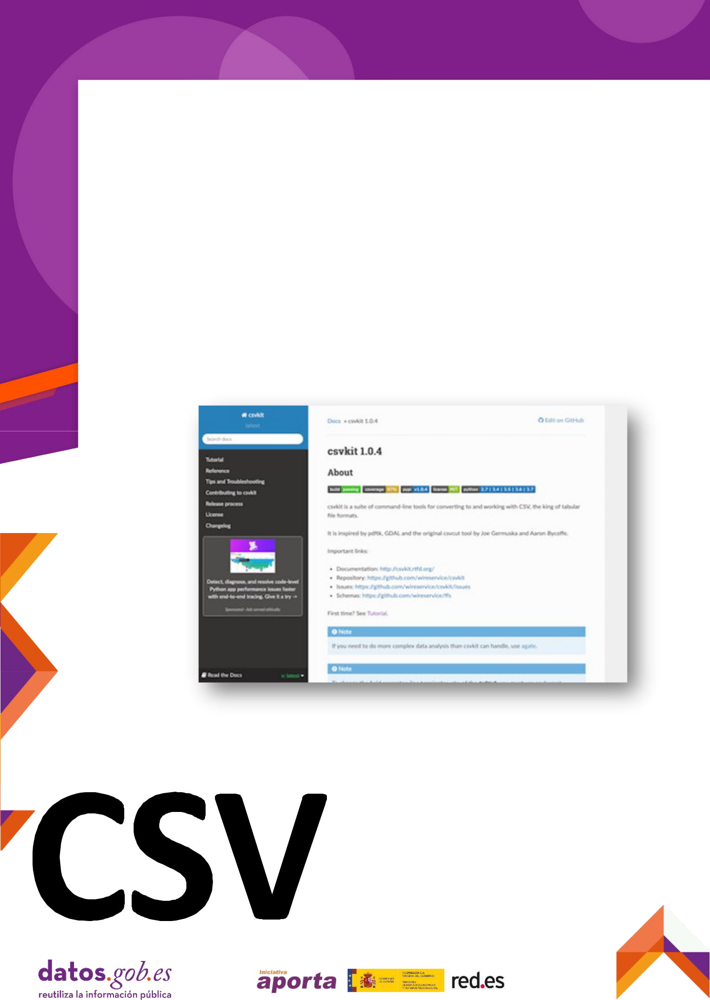 csvkit
latest
Search docs
Tutorial
Reference
Tips and Troubleshooting
Contributing to csvkit
Release process
License
Changelog
Detect, diagnose, and resolve code-level
Python app performance issues faster
with end-to-end tracing. Give it a try ->
Sponsored · Ads served ethically
Read the Docs
v: latest
Docs » csvkit 1.0.4
Edit on GitHub
csvkit 1.0.4
About
build passing coverage 87% pypi v1.0.4 license MIT python 2.7 | 3.4 | 3.5 | 3.6 | 3.7
csvkit is a suite of command-line tools for converting to and working with CSV, the king of tabular
file formats.
It is inspired by pdftk, GDAL and the original csvcut tool by Joe Germuska and Aaron Bycoffe.
Important links:
• Documentation: http://csvkit.rtfd.org/
• Repository: https://github.com/wireservice/csvkit
• Issues: https://github.com/wireservice/csvkit/issues
• Schemas: https://github.com/wireservice/ffs
First time? See Tutorial.
Note
If you need to do more complex data analysis than csvkit can handle, use agate.
Note
CSV
datos.gob.es
reutiliza la información pública
Iniciativa
aporta
GOBIERNO
DE ESPAÑA
VICEPRESIDENCIA
TERCERA DEL GOBIERNO
MINISTERIO
DE ASUNTOS ECONÓMICOS
Y TRANSFORMACIÓN DIGITAL
red.es